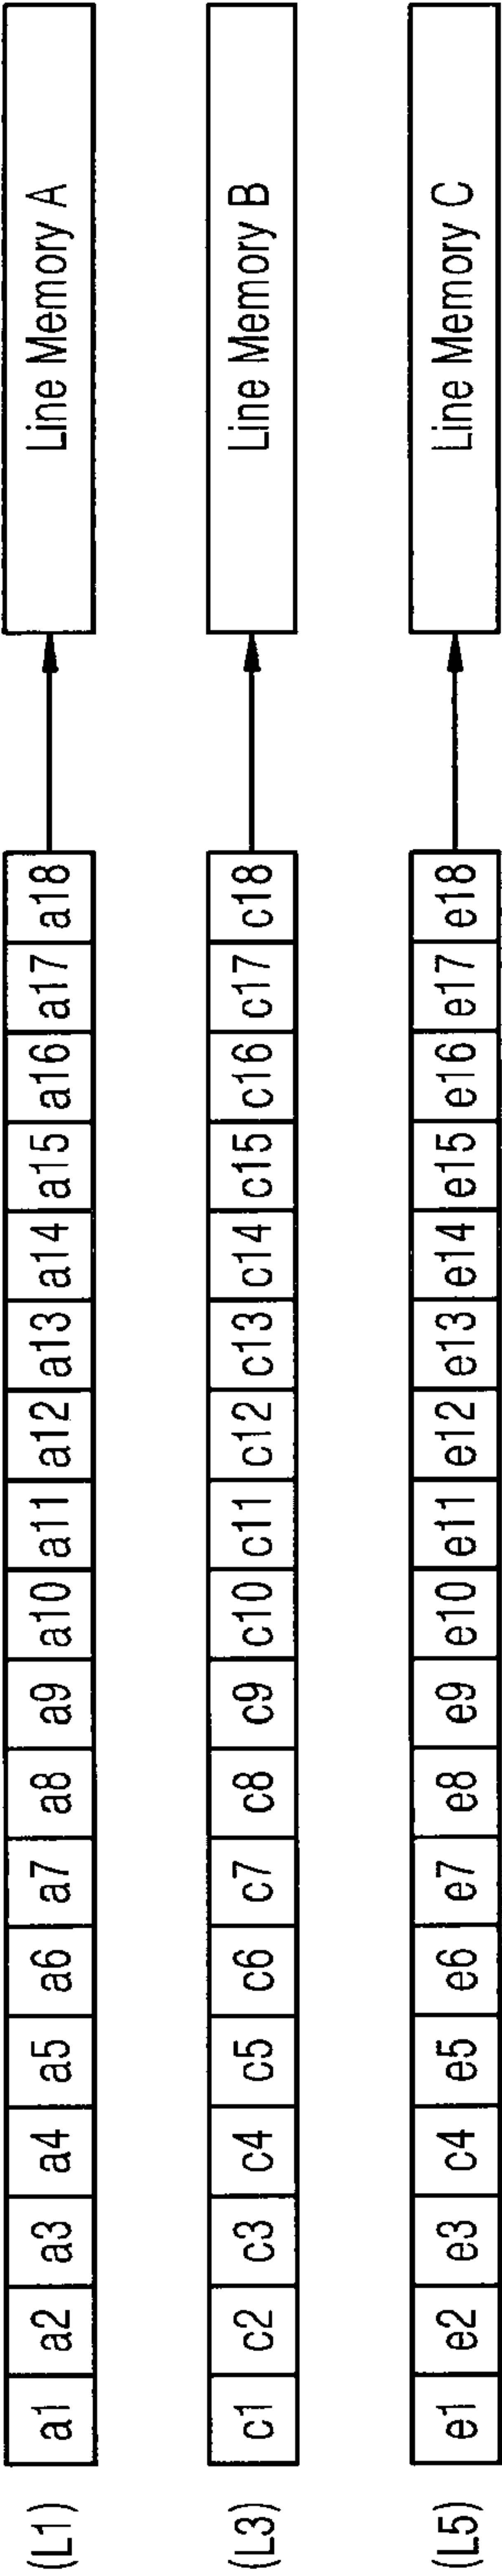 (L1) a1 a2 a3 a4 a5 a6 a7 a8 a9 a10 a11 a12 a13 a14 a15 a16 a17 a18 Line Memory A
(L3) c1 c2 c3 c4 c5 c6 c7 c8 c9 c10 c11 c12 c13 c14 c15 c16 c17 c18 Line Memory B
(L5) e1 e2 e3 c4 e5 e6 e7 e8 e9 e10 e11 e12 e13 e14 e15 e16 e17 e18 Line Memory C